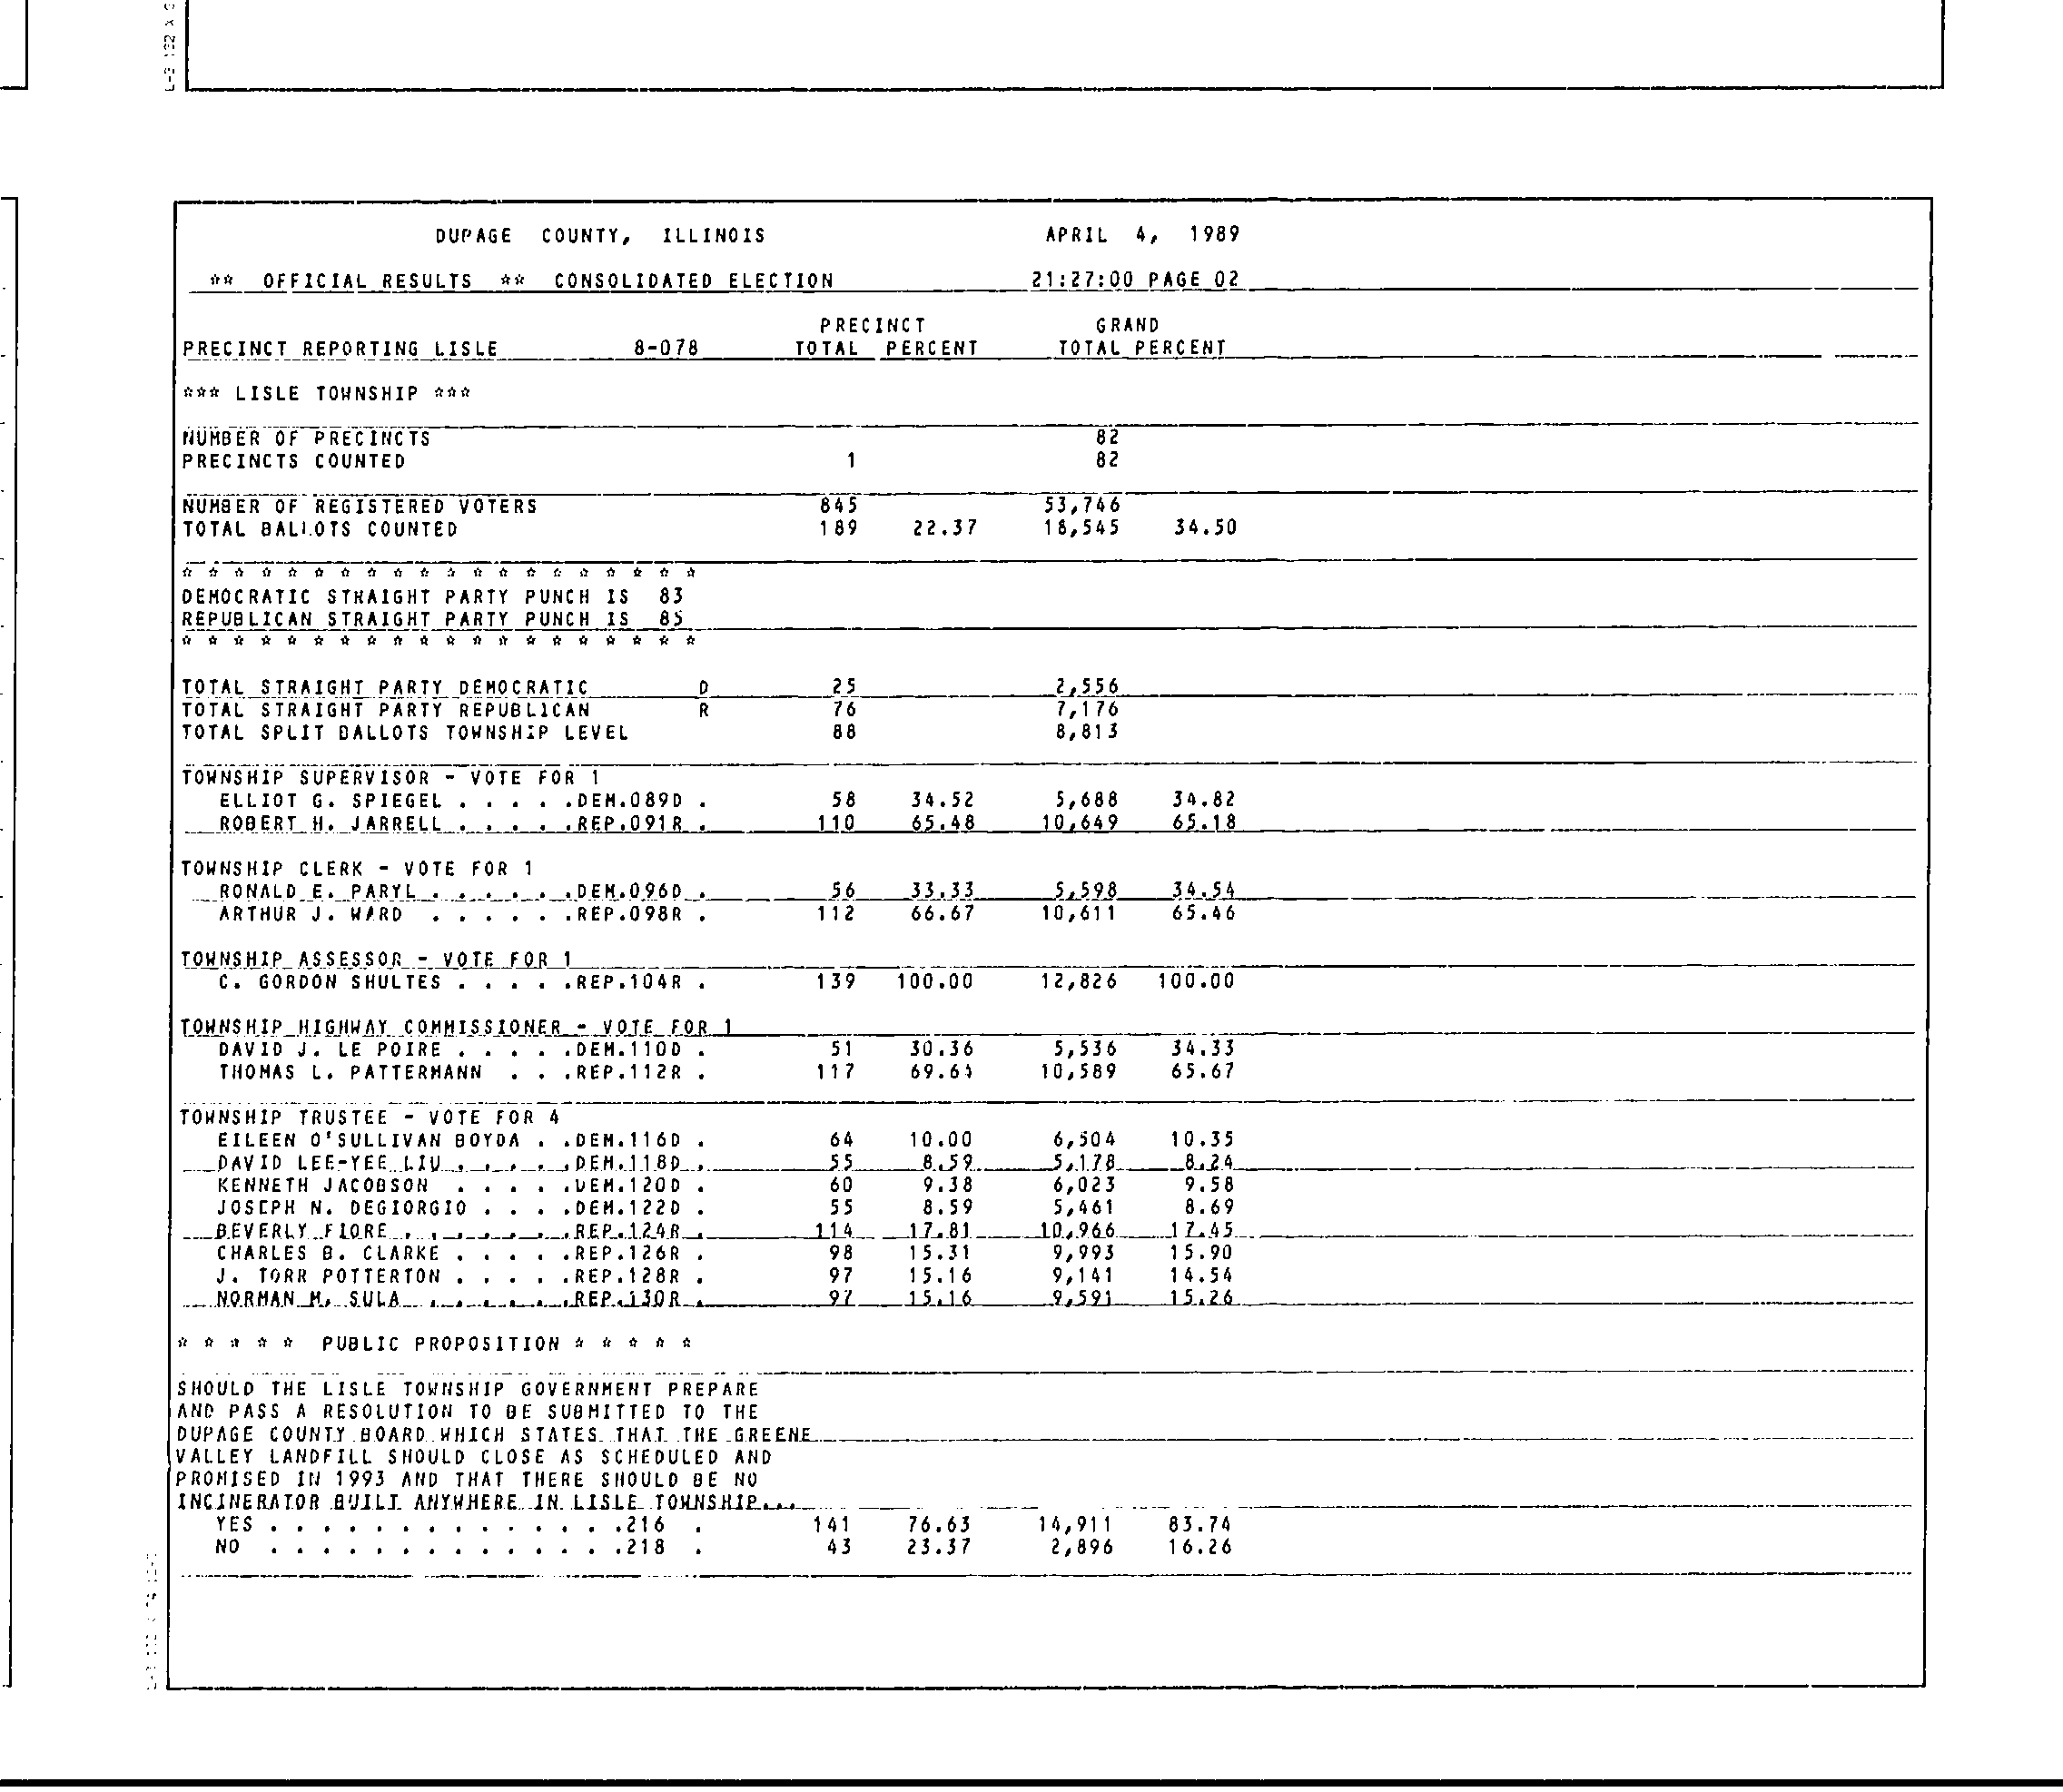 DUPAGE COUNTY, ILLINOIS APRIL 4, 1989
** OFFICIAL RESULTS ** CONSOLIDATED ELECTION 21:27:00 PAGE 02
PRECINCT GRAND
PRECINCT REPORTING LISLE 8-078 TOTAL PERCENT TOTAL PERCENT
*** LISLE TOWNSHIP ***
NUMBER OF PRECINCTS 82
PRECINCTS COUNTED 1 82
NUMBER OF REGISTERED VOTERS 845 53,746
TOTAL BALLOTS COUNTED 189 22.37 18,545 34.50
* * * * * * * * * * * * * * * * * * * *
DEMOCRATIC STRAIGHT PARTY PUNCH IS 83
REPUBLICAN STRAIGHT PARTY PUNCH IS 85
* * * * * * * * * * * * * * * * * * * *
TOTAL STRAIGHT PARTY DEMOCRATIC D 25 2,556
TOTAL STRAIGHT PARTY REPUBLICAN R 76 7,176
TOTAL SPLIT BALLOTS TOWNSHIP LEVEL 88 8,813
TOWNSHIP SUPERVISOR - VOTE FOR 1
ELLIOT G. SPIEGEL . . . . .DEM.089D . 58 34.52 5,688 34.82
ROBERT H. JARRELL . . . . .REP.091R . 110 65.48 10,649 65.18
TOWNSHIP CLERK - VOTE FOR 1
RONALD E. PARYL . . . . . .DEM.096D . 56 33.33 5,598 34.54
ARTHUR J. WARD . . . . . .REP.098R . 112 66.67 10,611 65.46
TOWNSHIP ASSESSOR - VOTE FOR 1
C. GORDON SHULTES . . . . .REP.104R . 139 100.00 12,826 100.00
TOWNSHIP HIGHWAY COMMISSIONER - VOTE FOR 1
DAVID J. LE POIRE . . . . .DEM.110D . 51 30.36 5,536 34.33
THOMAS L. PATTERMANN . . .REP.112R . 117 69.64 10,589 65.67
TOWNSHIP TRUSTEE - VOTE FOR 4
EILEEN O'SULLIVAN BOYDA . .DEM.116D . 64 10.00 6,504 10.35
DAVID LEE-YEE LIU . . . . .DEM.118D . 55 8.59 5,178 8.24
KENNETH JACOBSON . . . . .DEM.120D . 60 9.38 6,023 9.58
JOSEPH N. DEGIORGIO . . . .DEM.122D . 55 8.59 5,461 8.69
BEVERLY FIORE . . . . . . .REP.124R . 114 17.81 10,966 17.45
CHARLES B. CLARKE . . . . .REP.126R . 98 15.31 9,993 15.90
J. TORR POTTERTON . . . . .REP.128R . 97 15.16 9,141 14.54
NORMAN M. SULA . . . . . .REP.130R . 97 15.16 9,591 15.26
* * * * * PUBLIC PROPOSITION * * * * *
SHOULD THE LISLE TOWNSHIP GOVERNMENT PREPARE
AND PASS A RESOLUTION TO BE SUBMITTED TO THE
DUPAGE COUNTY BOARD WHICH STATES THAT THE GREENE
VALLEY LANDFILL SHOULD CLOSE AS SCHEDULED AND
PROMISED IN 1993 AND THAT THERE SHOULD BE NO
INCINERATOR BUILT ANYWHERE IN LISLE TOWNSHIP...
YES . . . . . . . . . . . . . .216 . 141 76.63 14,911 83.74
NO . . . . . . . . . . . . . .218 . 43 23.37 2,896 16.26